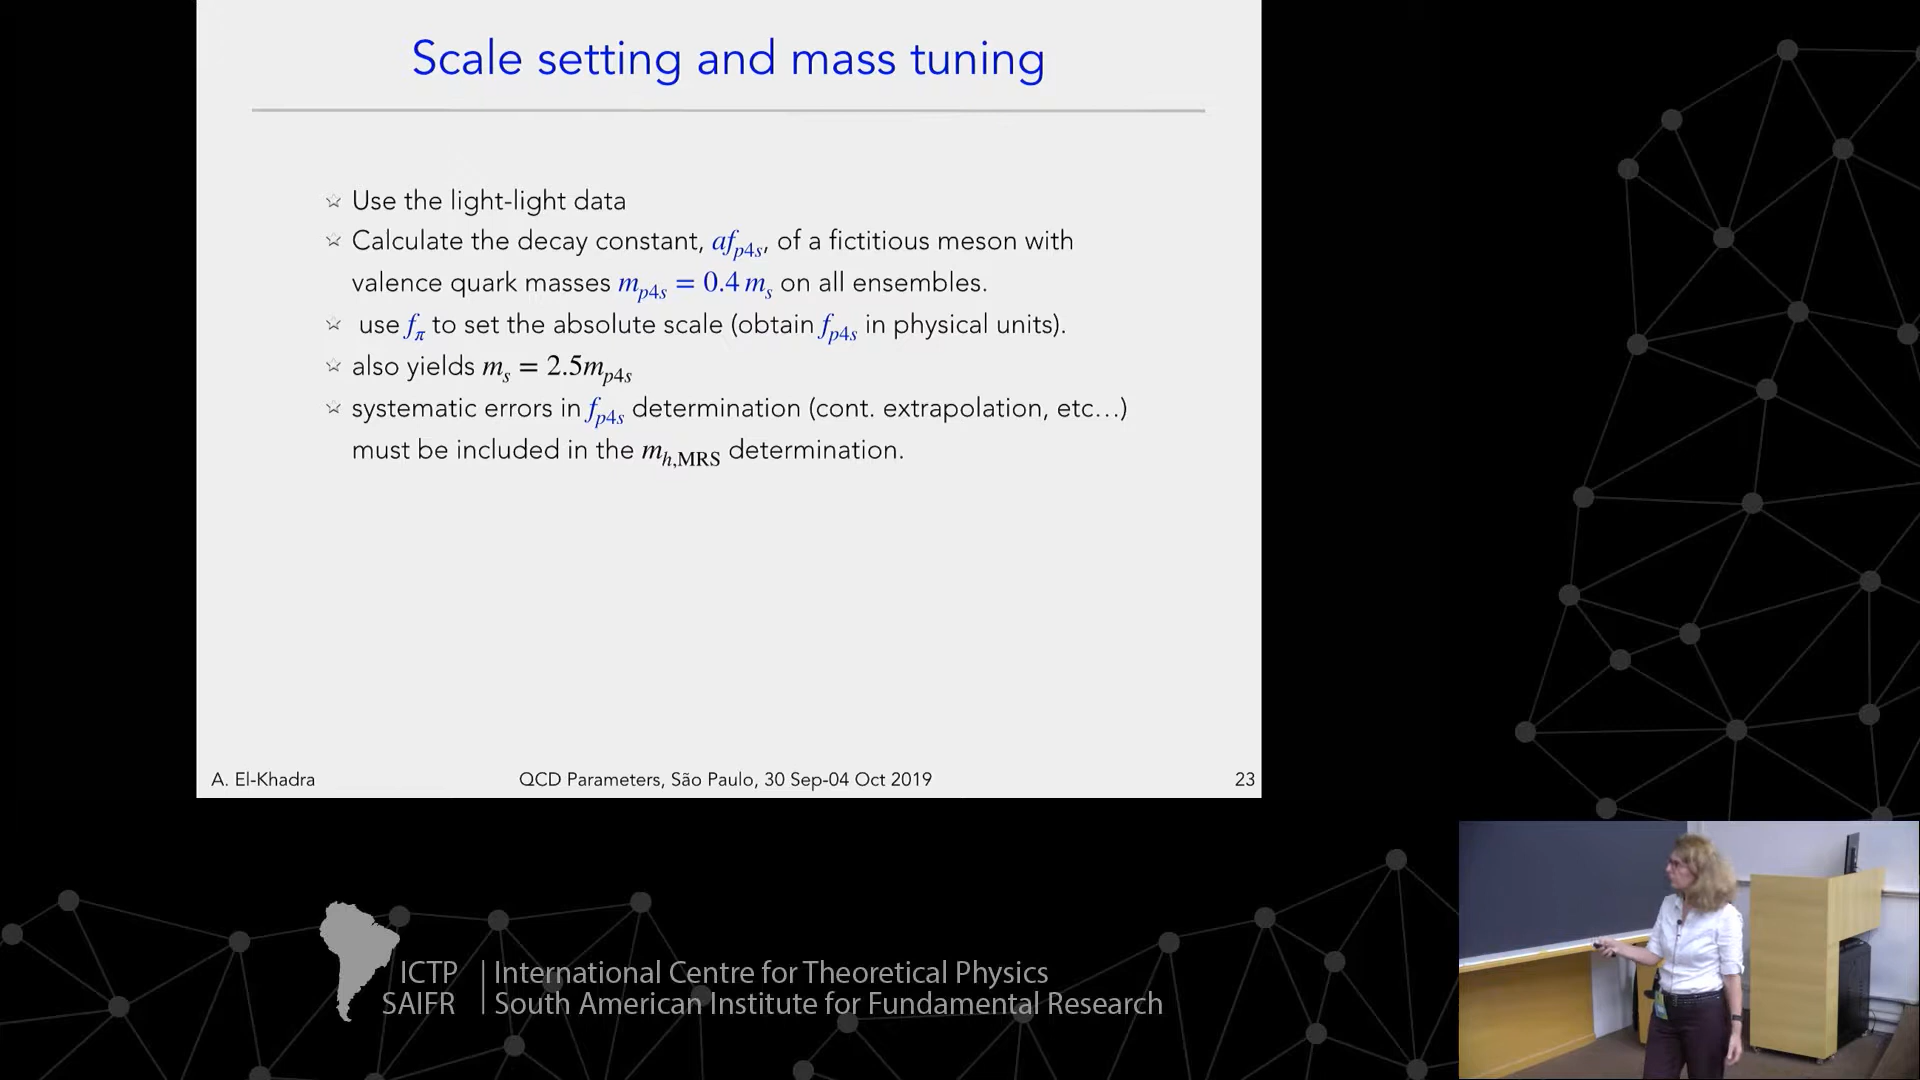 Scale setting and mass tuning
☆ Use the light-light data
☆ Calculate the decay constant, af_{p4s}, of a fictitious meson with
valence quark masses m_{p4s} = 0.4 m_s on all ensembles.
☆ use f_π to set the absolute scale (obtain f_{p4s} in physical units).
☆ also yields m_s = 2.5m_{p4s}
☆ systematic errors in f_{p4s} determination (cont. extrapolation, etc…)
must be included in the m_{h,MRS} determination.
A. El-Khadra QCD Parameters, São Paulo, 30 Sep-04 Oct 2019 23
ICTP | International Centre for Theoretical Physics
SAIFR | South American Institute for Fundamental Research